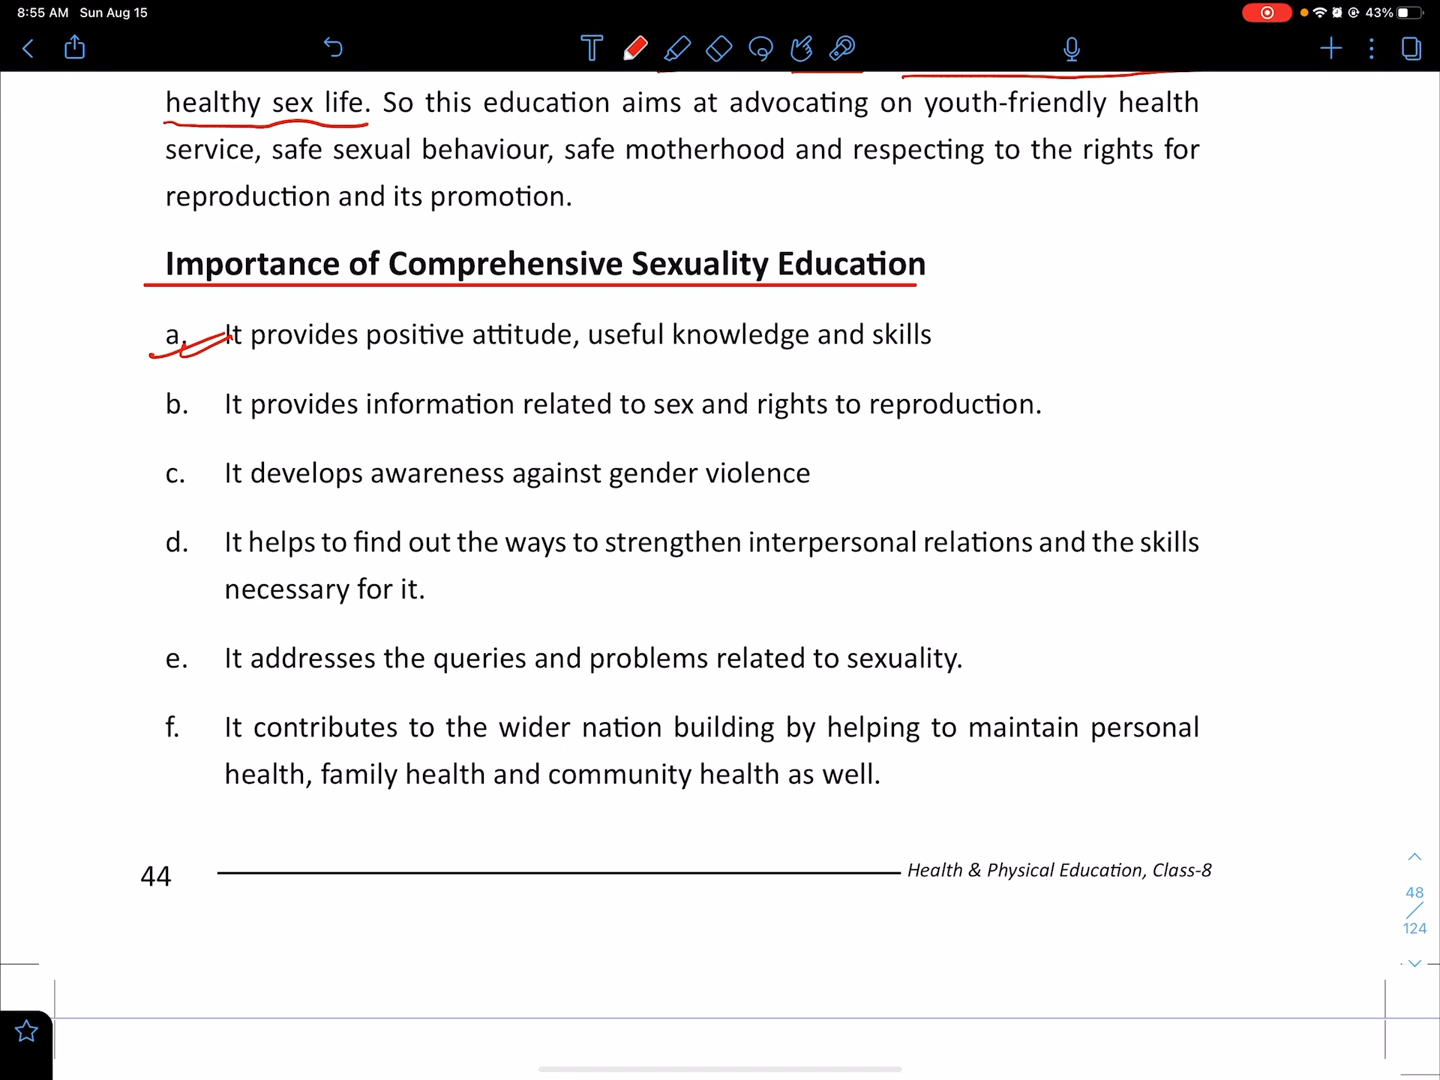 8:55 AM Sun Aug 15
43%
healthy sex life. So this education aims at advocating on youth-friendly health
service, safe sexual behaviour, safe motherhood and respecting to the rights for
reproduction and its promotion.
Importance of Comprehensive Sexuality Education
a. It provides positive attitude, useful knowledge and skills
b. It provides information related to sex and rights to reproduction.
c. It develops awareness against gender violence
d. It helps to find out the ways to strengthen interpersonal relations and the skills
necessary for it.
e. It addresses the queries and problems related to sexuality.
f. It contributes to the wider nation building by helping to maintain personal
health, family health and community health as well.
44 Health & Physical Education, Class-8
48
/
124